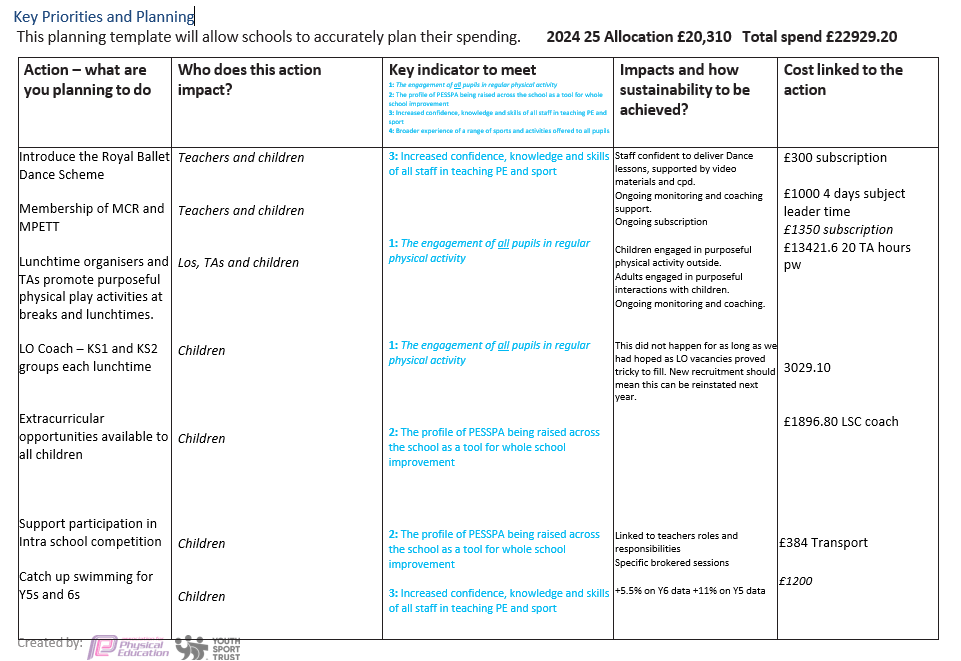 Key Priorities and Planning
This planning template will allow schools to accurately plan their spending. 2024 25 Allocation £20,310 Total spend £22929.20
Action – what are
you planning to do
Who does this action
impact?
Key indicator to meet
1: The engagement of all pupils in regular physical activity
2: The profile of PESSPA being raised across the school as a tool for whole
school improvement
3: Increased confidence, knowledge and skills of all staff in teaching PE and
sport
4: Broader experience of a range of sports and activities offered to all pupils
Impacts and how
sustainability to be
achieved?
Cost linked to the
action
Introduce the Royal Ballet
Dance Scheme
Membership of MCR and
MPETT
Lunchtime organisers and
TAs promote purposeful
physical play activities at
breaks and lunchtimes.
LO Coach – KS1 and KS2
groups each lunchtime
Extracurricular
opportunities available to
all children
Support participation in
Intra school competition
Catch up swimming for
Y5s and 6s
Teachers and children
Teachers and children
Los, TAs and children
Children
Children
Children
Children
3: Increased confidence, knowledge and skills
of all staff in teaching PE and sport
1: The engagement of all pupils in regular
physical activity
1: The engagement of all pupils in regular
physical activity
2: The profile of PESSPA being raised across
the school as a tool for whole school
improvement
2: The profile of PESSPA being raised across
the school as a tool for whole school
improvement
3: Increased confidence, knowledge and skills
of all staff in teaching PE and sport
Staff confident to deliver Dance
lessons, supported by video
materials and cpd.
Ongoing monitoring and coaching
support.
Ongoing subscription
Children engaged in purposeful
physical activity outside.
Adults engaged in purposeful
interactions with children.
Ongoing monitoring and coaching.
This did not happen for as long as we
had hoped as LO vacancies proved
tricky to fill. New recruitment should
mean this can be reinstated next
year.
Linked to teachers roles and
responsibilities
Specific brokered sessions
+5.5% on Y6 data +11% on Y5 data
£300 subscription
£1000 4 days subject
leader time
£1350 subscription
£13421.6 20 TA hours
pw
3029.10
£1896.80 LSC coach
£384 Transport
£1200
Created by:
Physical
Education
YOUTH
SPORT
TRUST